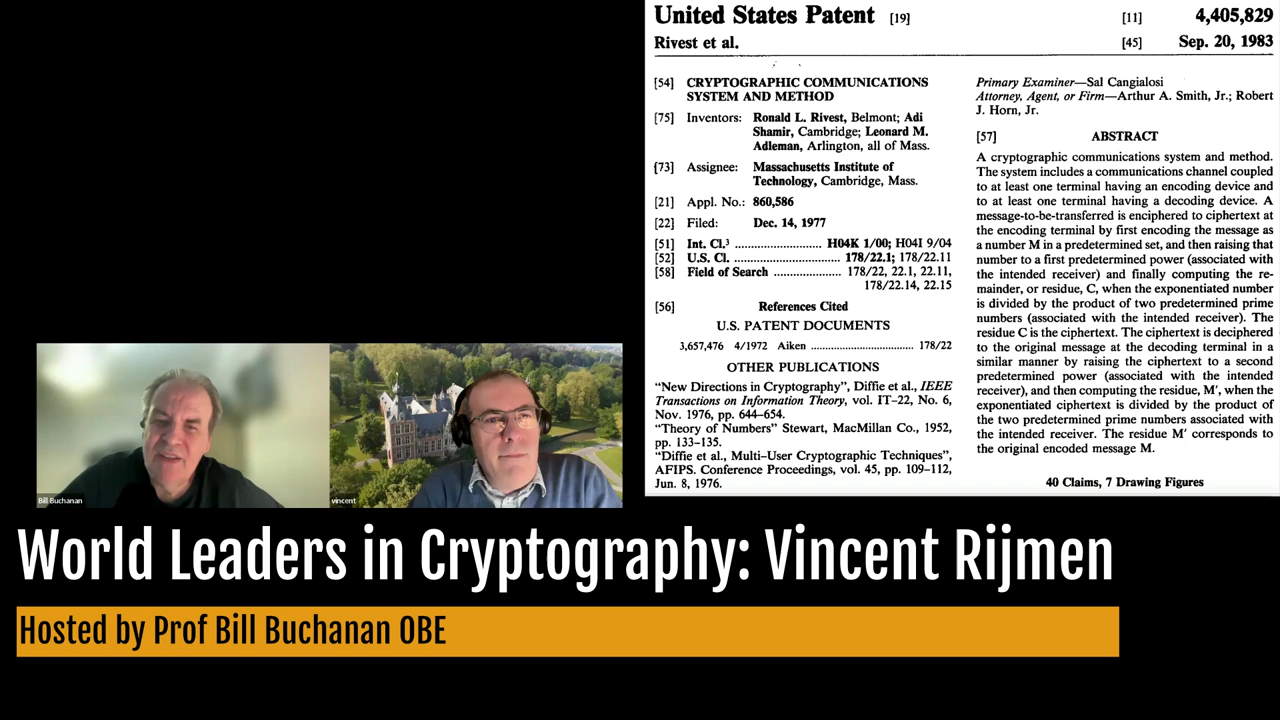 United States Patent [19]
[11] 4,405,829
Rivest et al.
[45] Sep. 20, 1983
[54] CRYPTOGRAPHIC COMMUNICATIONS
SYSTEM AND METHOD
[75] Inventors: Ronald L. Rivest, Belmont; Adi
Shamir, Cambridge; Leonard M.
Adleman, Arlington, all of Mass.
[73] Assignee: Massachusetts Institute of
Technology, Cambridge, Mass.
[21] Appl. No.: 860,586
[22] Filed: Dec. 14, 1977
[51] Int. Cl.³ ........................ H04K 1/00; H04I 9/04
[52] U.S. Cl. .................................. 178/22.1; 178/22.11
[58] Field of Search ................. 178/22, 22.1, 22.11,
178/22.14, 22.15
[56] References Cited
U.S. PATENT DOCUMENTS
3,657,476 4/1972 Aiken .................................. 178/22
OTHER PUBLICATIONS
"New Directions in Cryptography", Diffie et al., IEEE
Transactions on Information Theory, vol. IT-22, No. 6,
Nov. 1976, pp. 644-654.
"Theory of Numbers" Stewart, MacMillan Co., 1952,
pp. 133-135.
"Diffie et al., Multi-User Cryptographic Techniques",
AFIPS. Conference Proceedings, vol. 45, pp. 109-112,
Jun. 8, 1976.
Primary Examiner—Sal Cangialosi
Attorney, Agent, or Firm—Arthur A. Smith, Jr.; Robert
J. Horn, Jr.
[57] ABSTRACT
A cryptographic communications system and method.
The system includes a communications channel coupled
to at least one terminal having an encoding device and
to at least one terminal having a decoding device. A
message-to-be-transferred is enciphered to ciphertext at
the encoding terminal by first encoding the message as
a number M in a predetermined set, and then raising that
number to a first predetermined power (associated with
the intended receiver) and finally computing the re-
mainder, or residue, C, when the exponentiated number
is divided by the product of two predetermined prime
numbers (associated with the intended receiver). The
residue C is the ciphertext. The ciphertext is deciphered
to the original message at the decoding terminal in a
similar manner by raising the ciphertext to a second
predetermined power (associated with the intended
receiver), and then computing the residue, M', when the
exponentiated ciphertext is divided by the product of
the two predetermined prime numbers associated with
the intended receiver. The residue M' corresponds to
the original encoded message M.
40 Claims, 7 Drawing Figures
Bill Buchanan
vincent
World Leaders in Cryptography: Vincent Rijmen
Hosted by Prof Bill Buchanan OBE